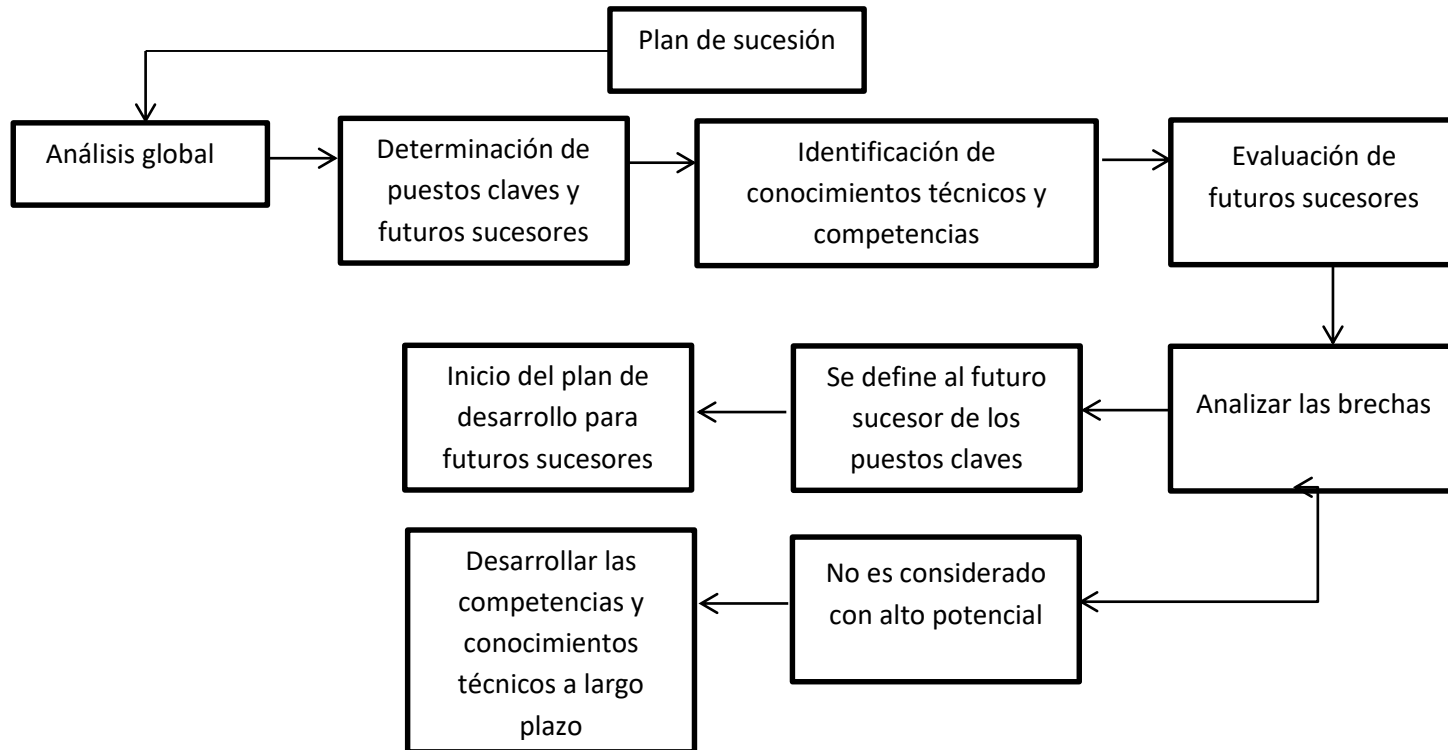 Plan de sucesión
Análisis global
Determinación de
puestos claves y
futuros sucesores
Identificación de
conocimientos técnicos y
competencias
Evaluación de
futuros sucesores
Inicio del plan de
desarrollo para
futuros sucesores
Se define al futuro
sucesor de los
puestos claves
Analizar las brechas
Desarrollar las
competencias y
conocimientos
técnicos a largo
plazo
No es considerado
con alto potencial